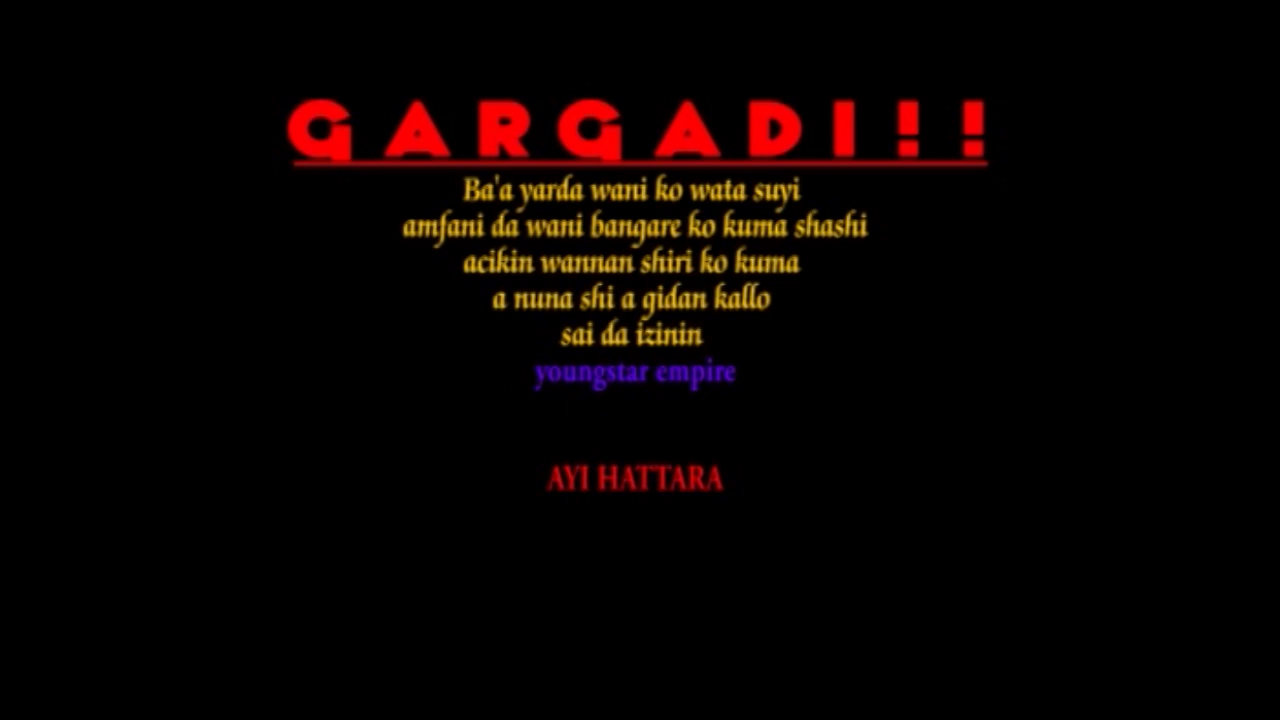 GARGADI!!
Ba'a yarda wani ko wata suyi
amfani da wani bangare ko kuma shashi
acikin wannan shiri ko kuma
a nuna shi a gidan kallo
sai da izinin
youngstar empire
AYI HATTARA